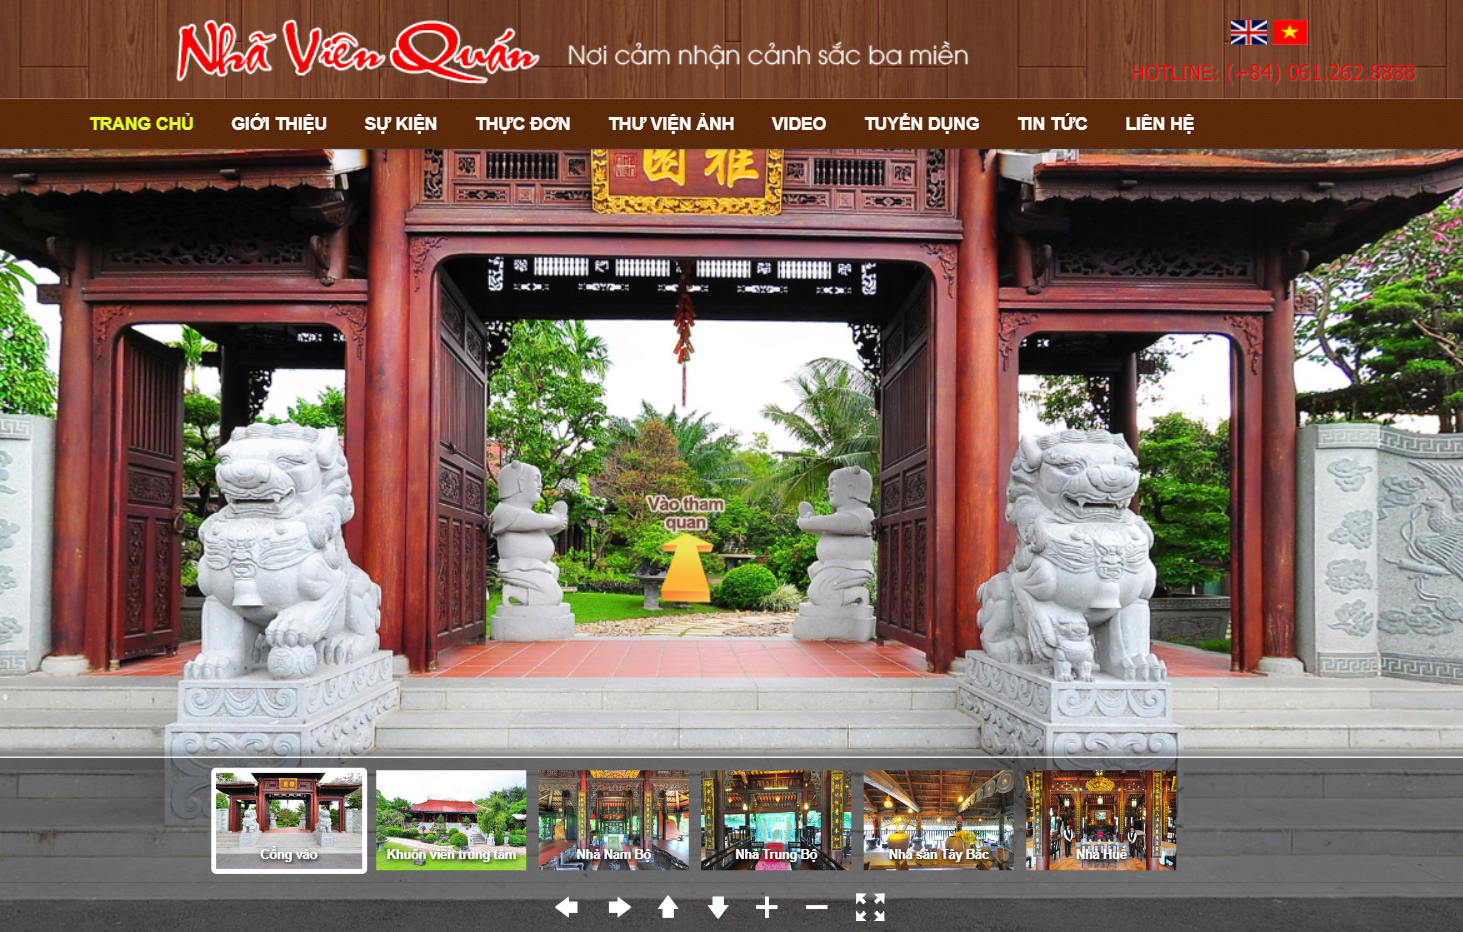 Nhã Viên Quán
Nơi cảm nhận cảnh sắc ba miền
HOTLINE: (+84) 061.262.8888
TRANG CHỦ GIỚI THIỆU SỰ KIỆN THỰC ĐƠN THƯ VIỆN ẢNH VIDEO TUYỂN DỤNG TIN TỨC LIÊN HỆ
園雅
Vào tham
quan
Cổng vào
Khuôn viên trung tâm
Nhà Nam Bộ
Nhà Trung Bộ
Nhà sàn Tây Bắc
Nhà Huế